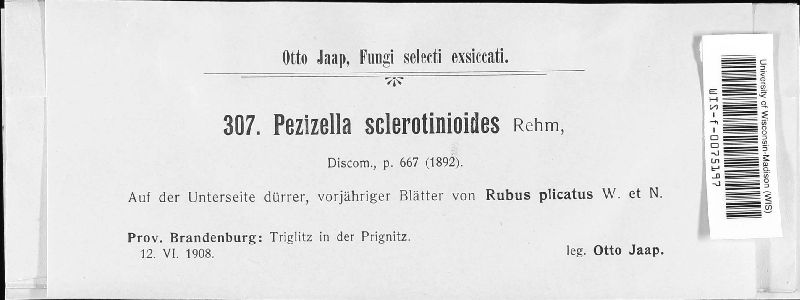 Otto Jaap, Fungi selecti exsiccati.
307. Pezizella sclerotinioides Rehm,
Discom., p. 667 (1892).
Auf der Unterseite dürrer, vorjähriger Blätter von Rubus plicatus W. et N.
Prov. Brandenburg: Triglitz in der Prignitz.
12. VI. 1908.
leg. Otto Jaap.
University of Wisconsin-Madison (WIS)
WIS-f-0075197